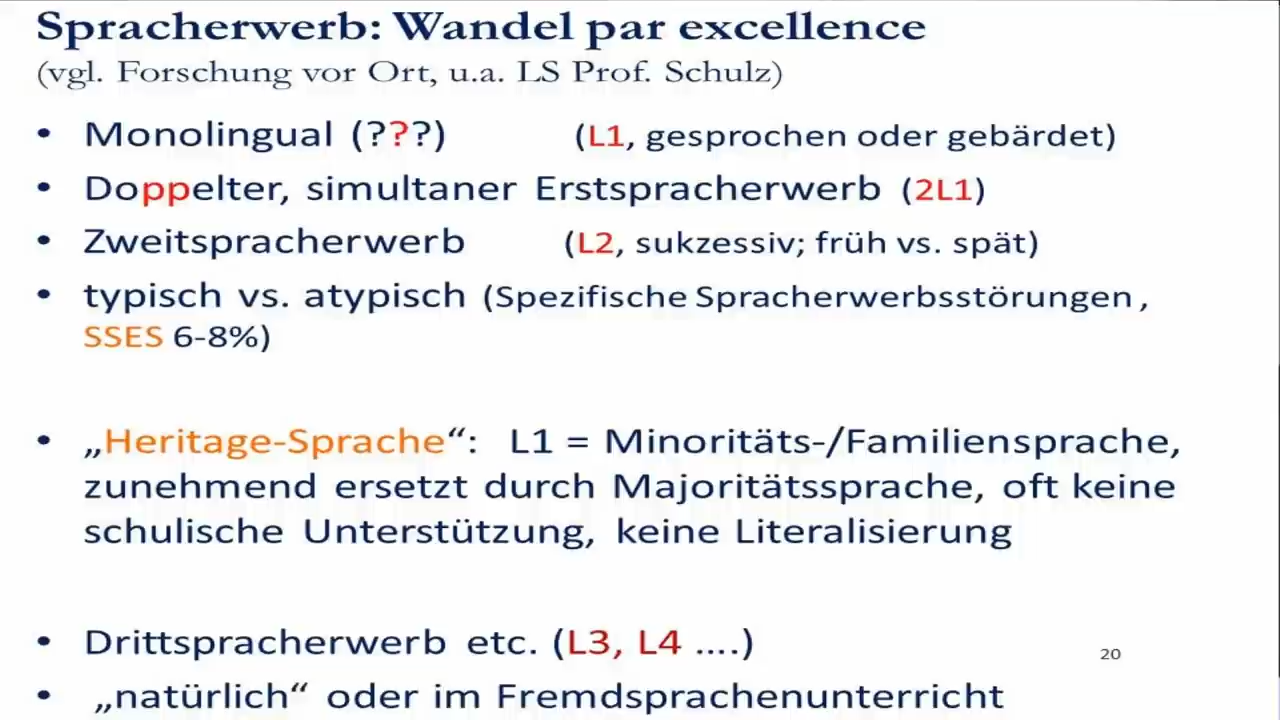 Spracherwerb: Wandel par excellence
(vgl. Forschung vor Ort, u.a. LS Prof. Schulz)
• Monolingual (???) (L1, gesprochen oder gebärdet)
• Doppelter, simultaner Erstspracherwerb (2L1)
• Zweitspracherwerb (L2, sukzessiv; früh vs. spät)
• typisch vs. atypisch (Spezifische Spracherwerbsstörungen,
SSES 6-8%)
• „Heritage-Sprache“: L1 = Minoritäts-/Familiensprache,
zunehmend ersetzt durch Majoritätssprache, oft keine
schulische Unterstützung, keine Literalisierung
• Drittspracherwerb etc. (L3, L4 ....)
20
• „natürlich“ oder im Fremdsprachenunterricht